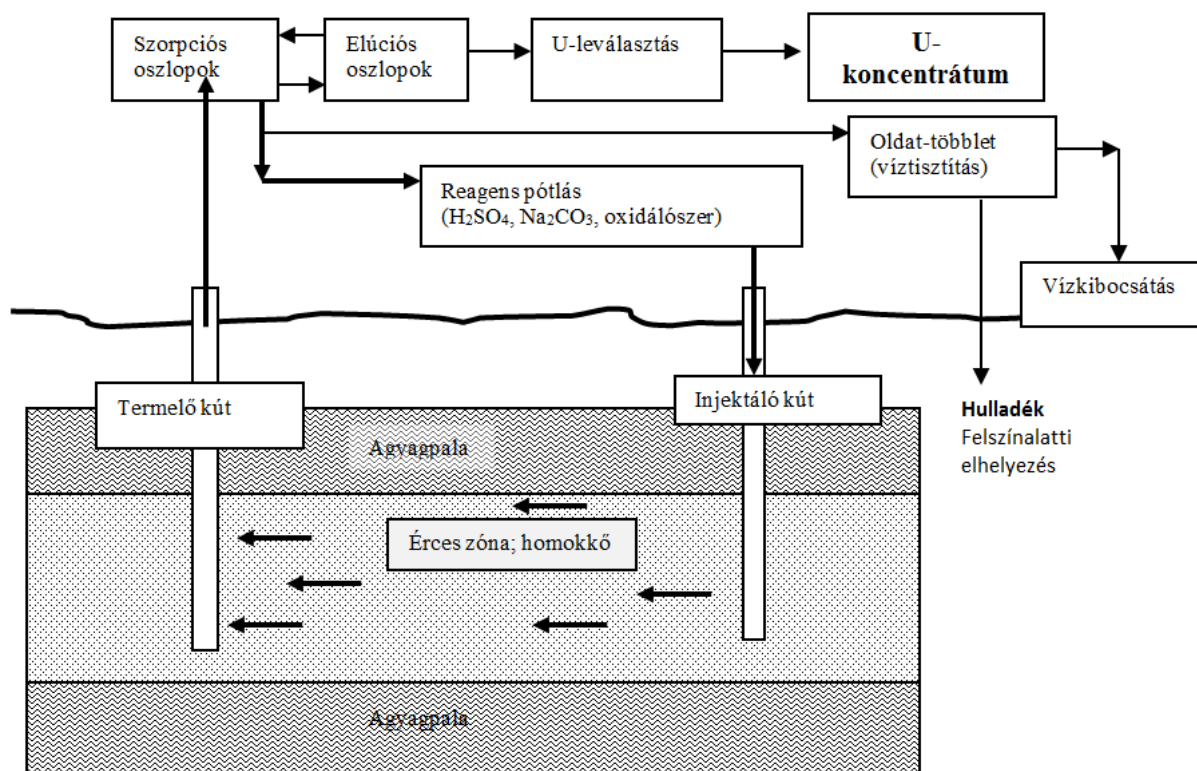 Szorpciós
oszlopok
Elúciós
oszlopok
U-leválasztás
U-
koncentrátum
Oldat-többlet
(víztisztítás)
Reagens pótlás
(H₂SO₄, Na₂CO₃, oxidálószer)
Vízkibocsátás
Termelő kút
Injektáló kút
Hulladék
Felszínalatti
elhelyezés
Agyagpala
Érces zóna; homokkő
Agyagpala